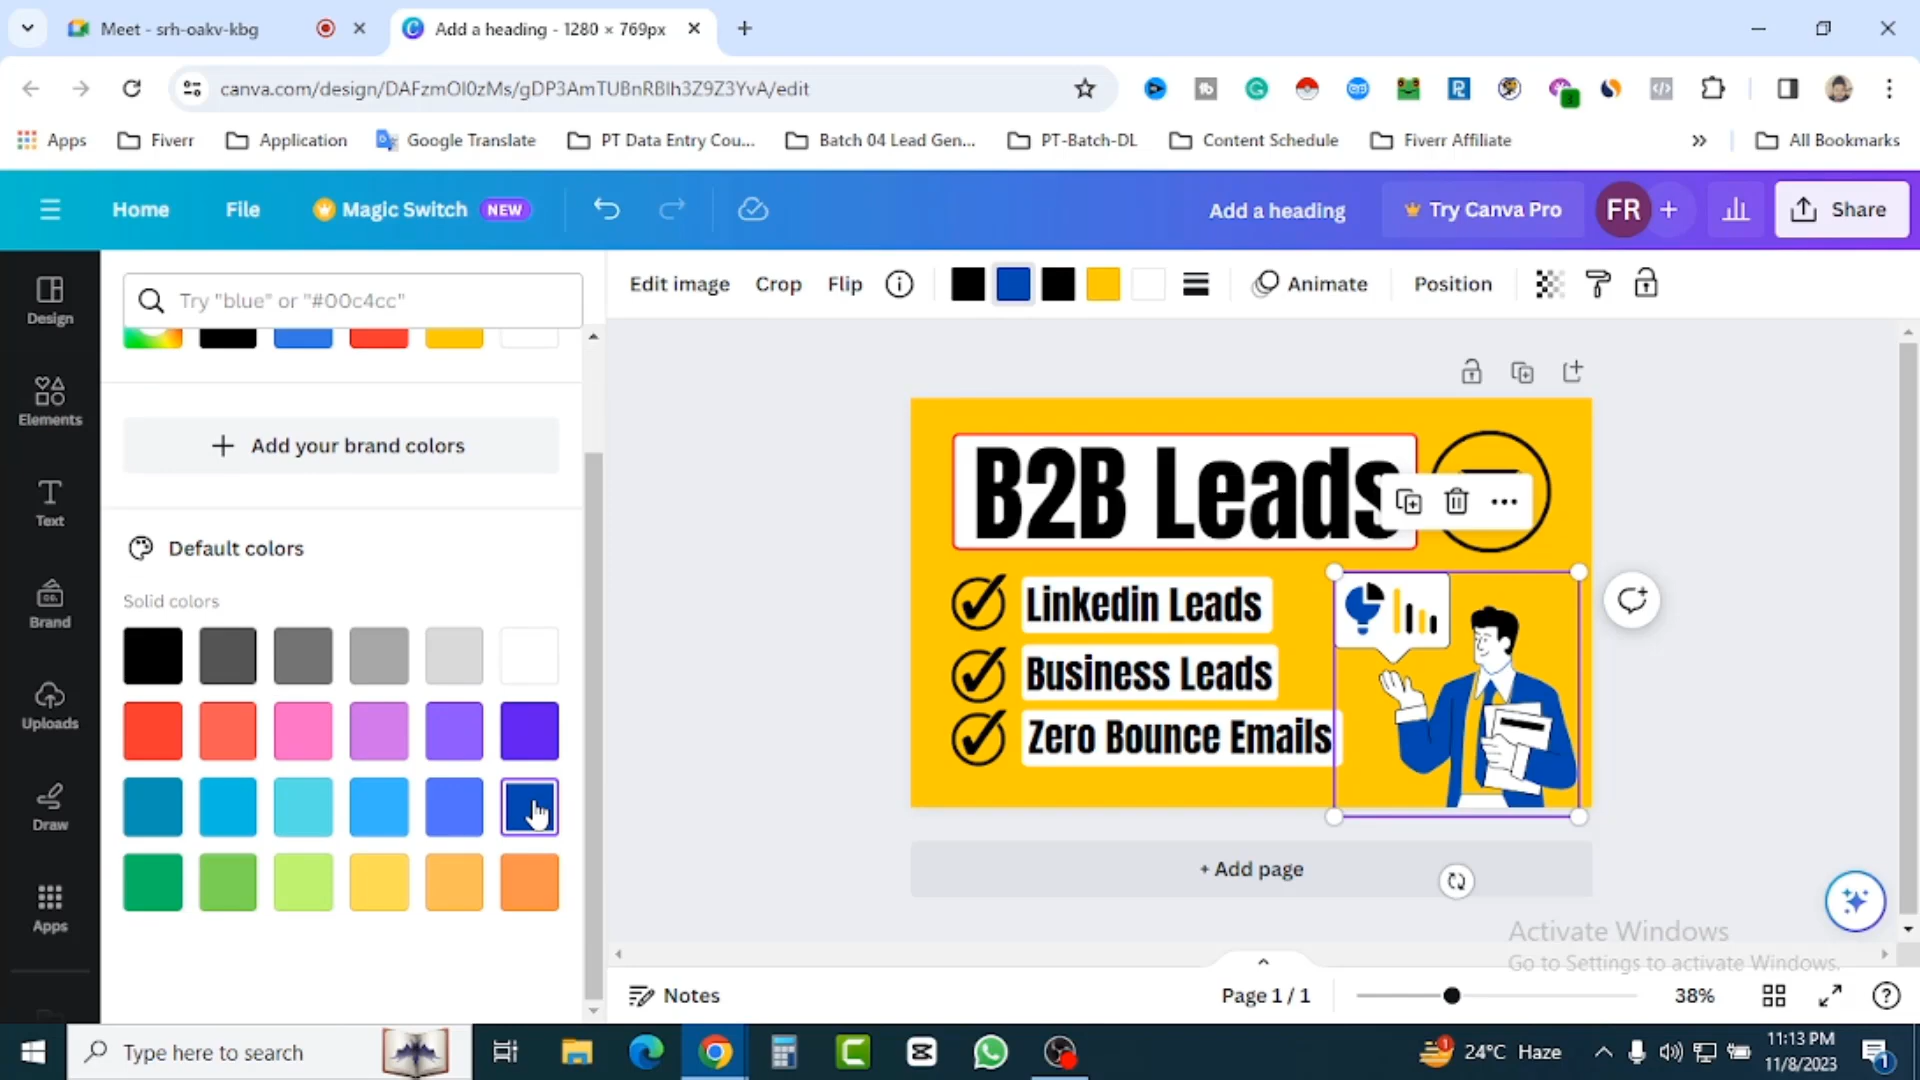 Meet - srh-oakv-kbg
Add a heading - 1280 × 769px
canva.com/design/DAFzmOl0zMs/gDP3AmTUBnRBlh3Z9Z3YvA/edit
Apps
Fiverr
Application
Google Translate
PT Data Entry Cou...
Batch 04 Lead Gen...
PT-Batch-DL
Content Schedule
Fiverr Affiliate
»
All Bookmarks
Home
File
Magic Switch
NEW
Add a heading
Try Canva Pro
FR
Share
Try "blue" or "#00c4cc"
Edit image
Crop
Flip
Animate
Position
Design
Elements
Text
Brand
Uploads
Draw
Apps
+ Add your brand colors
Default colors
Solid colors
B2B Leads
Linkedin Leads
Business Leads
Zero Bounce Emails
+ Add page
Activate Windows
Go to Settings to activate Windows.
Notes
Page 1 / 1
38%
Type here to search
24°C Haze
11:13 PM
11/8/2023
1